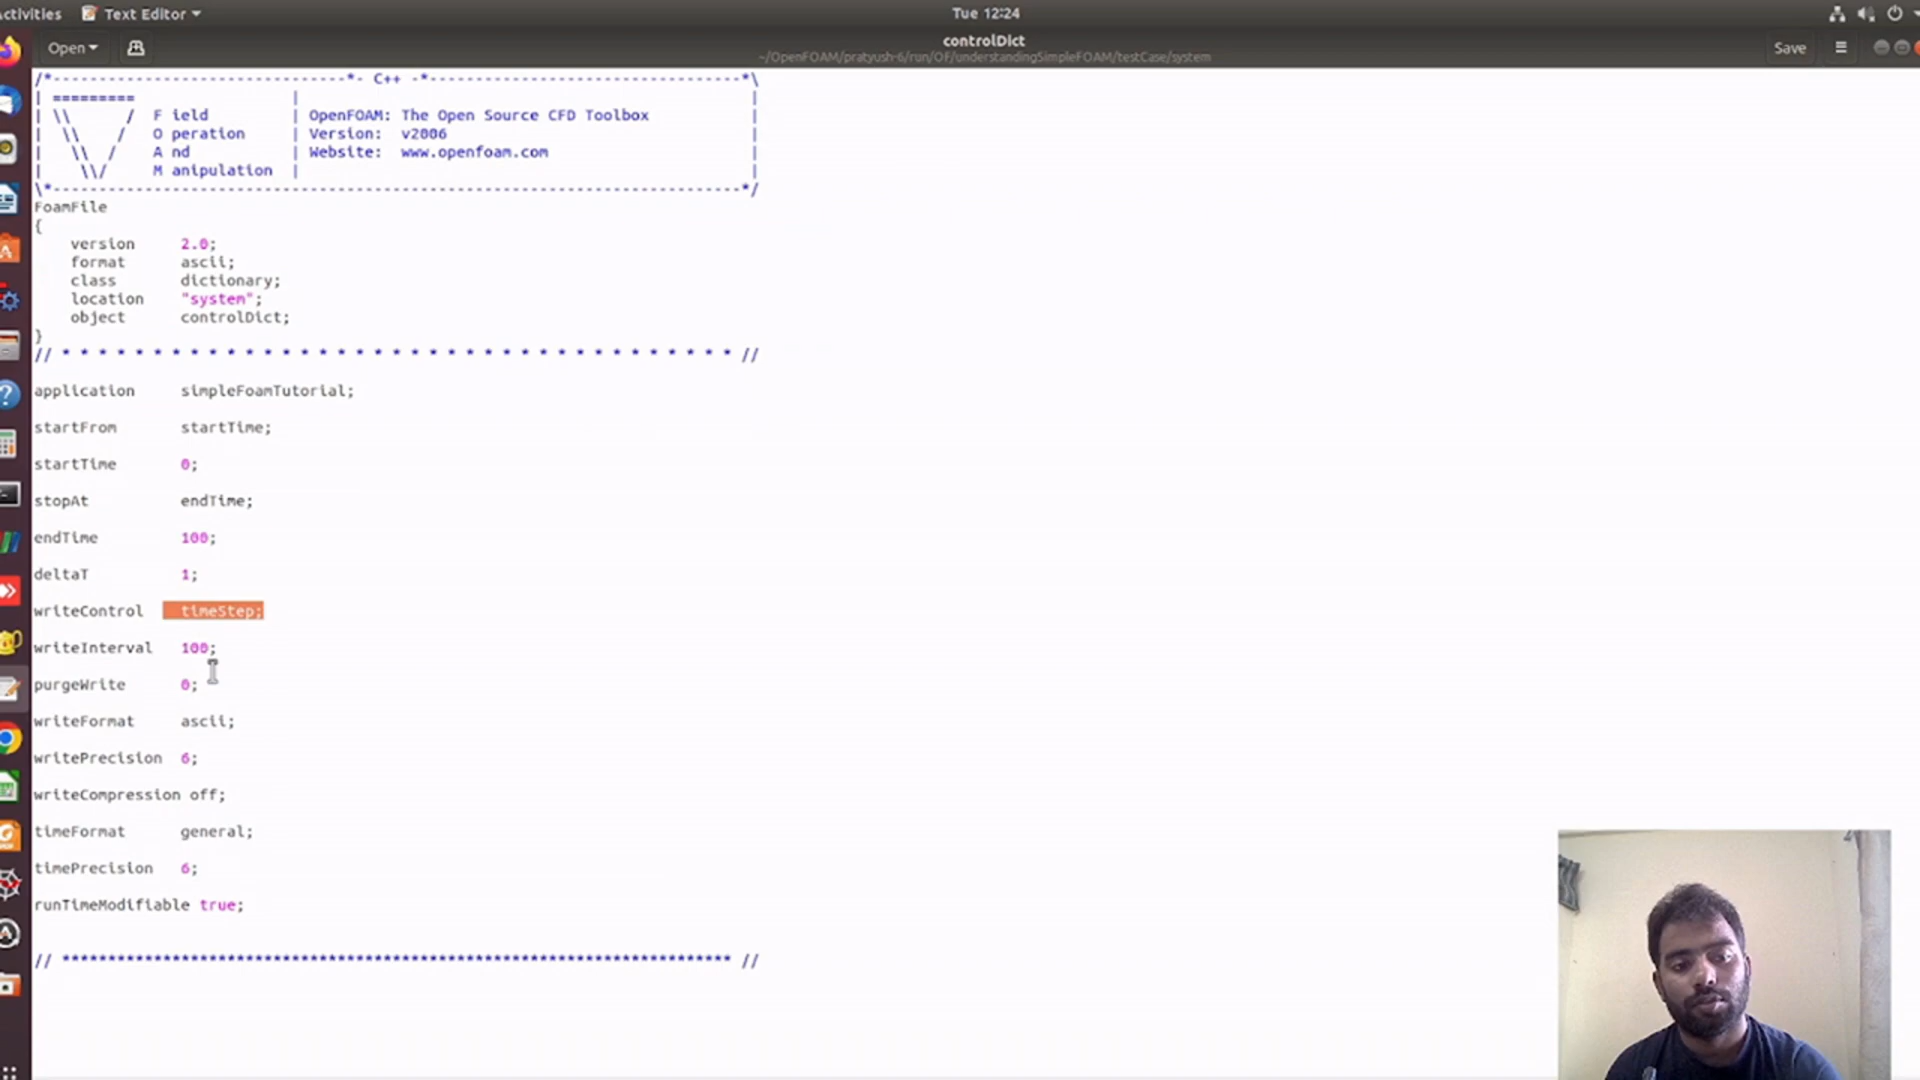 Activities Text Editor Tue 12:24
Open controlDict Save
~/OpenFOAM/pratyush-6/run/OF/understandingSimpleFOAM/testCase/system
/*--------------------------------*- C++ -*----------------------------------*\
| =========                 |                                                 |
| \\      /  F ield         | OpenFOAM: The Open Source CFD Toolbox           |
|  \\    /   O peration     | Version:  v2006                                 |
|   \\  /    A nd           | Website:  www.openfoam.com                      |
|    \\/     M anipulation  |                                                 |
\*---------------------------------------------------------------------------*/
FoamFile
{
    version     2.0;
    format      ascii;
    class       dictionary;
    location    "system";
    object      controlDict;
}
// * * * * * * * * * * * * * * * * * * * * * * * * * * * * * * * * * * * * * //
application     simpleFoamTutorial;
startFrom       startTime;
startTime       0;
stopAt          endTime;
endTime         100;
deltaT          1;
writeControl    timeStep;
writeInterval   100;
purgeWrite      0;
writeFormat     ascii;
writePrecision  6;
writeCompression off;
timeFormat      general;
timePrecision   6;
runTimeModifiable true;
// ************************************************************************* //